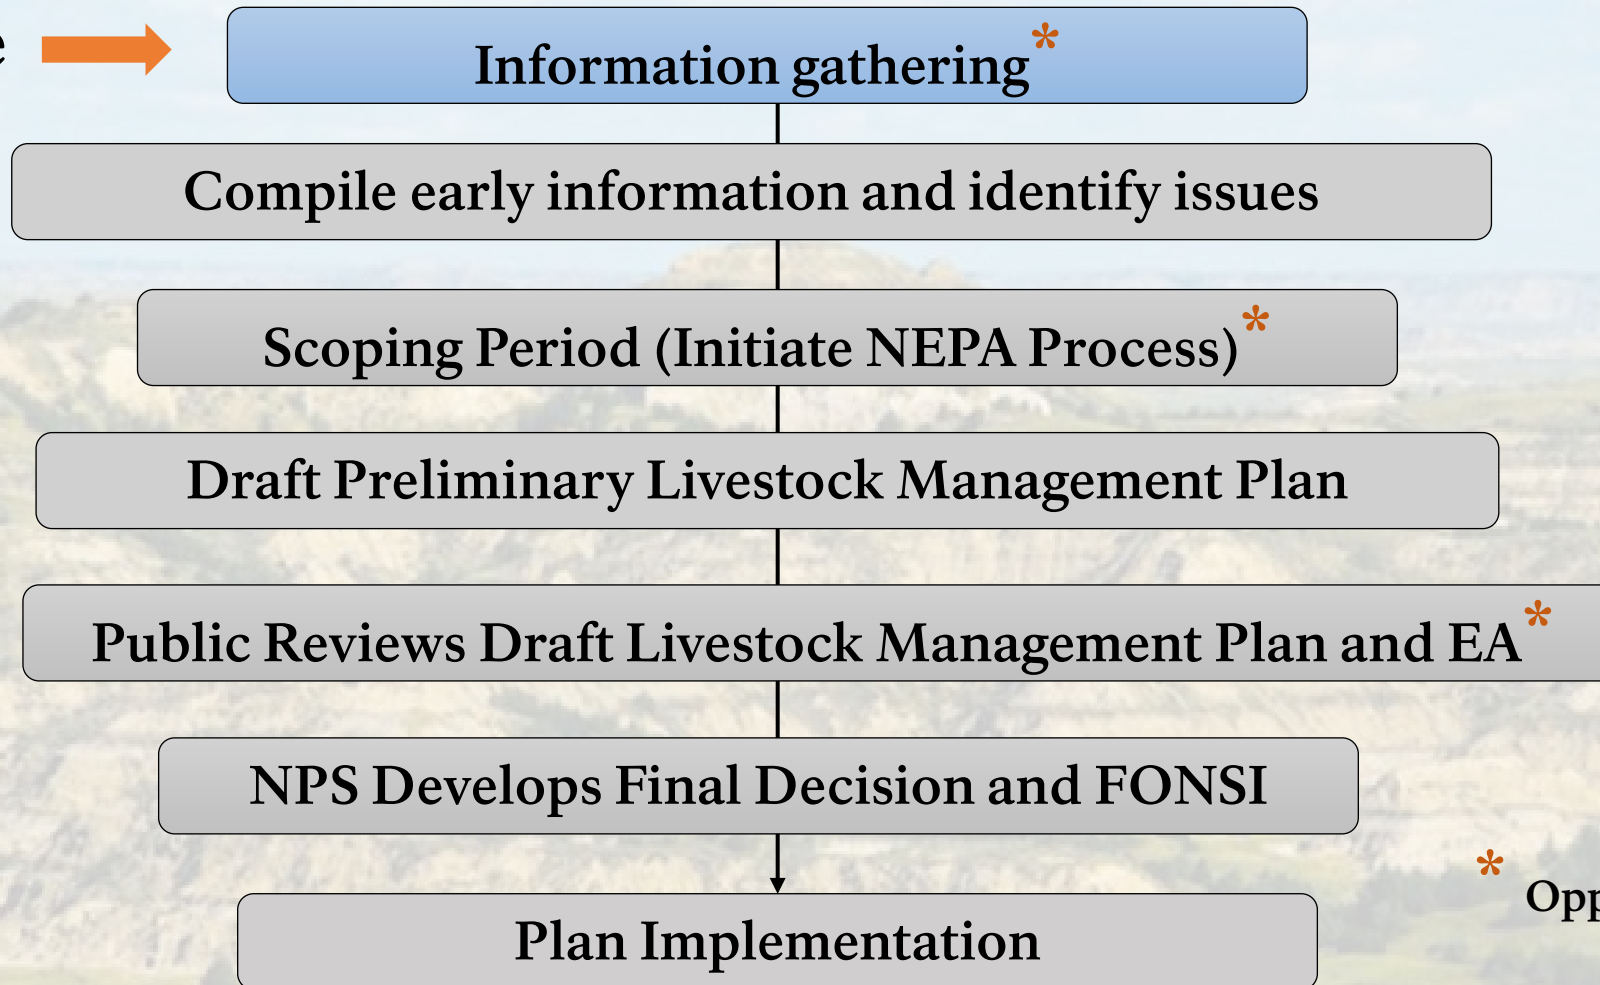 Information gathering*
Compile early information and identify issues
Scoping Period (Initiate NEPA Process)*
Draft Preliminary Livestock Management Plan
Public Reviews Draft Livestock Management Plan and EA*
NPS Develops Final Decision and FONSI
*
Plan Implementation